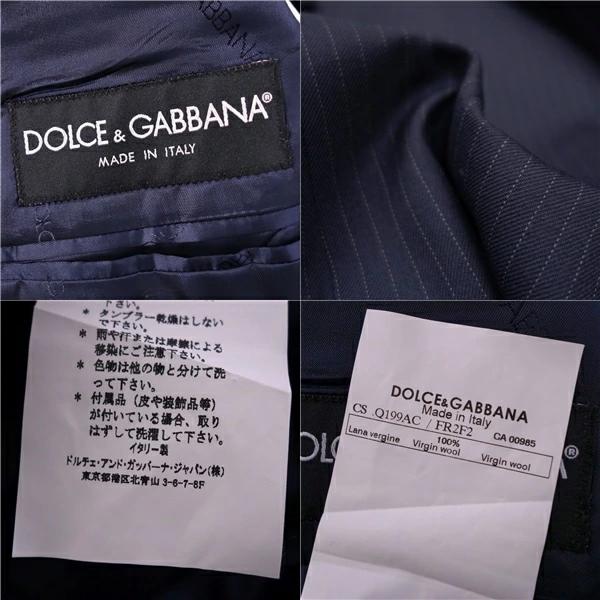 GABBANA
DOLCE & GABBANA®
MADE IN ITALY
下さい。
* タンブラー乾燥はしない
で下さい。
* 雨や汗または摩擦による
移染にご注意下さい。
* 色物は他の物と分けて洗
って下さい。
* 付属品（皮や装飾品等）
が付いている場合、取り
はずして洗濯して下さい。
イタリー製
ドルチェ・アンド・ガッバーナ・ジャパン(株)
東京都港区北青山3-6-7-8F
DOLCE&GABBANA
Made in Italy
CS .Q199AC / FR2F2 CA 00985
Lana vergine 100% Virgin wool Virgin wool